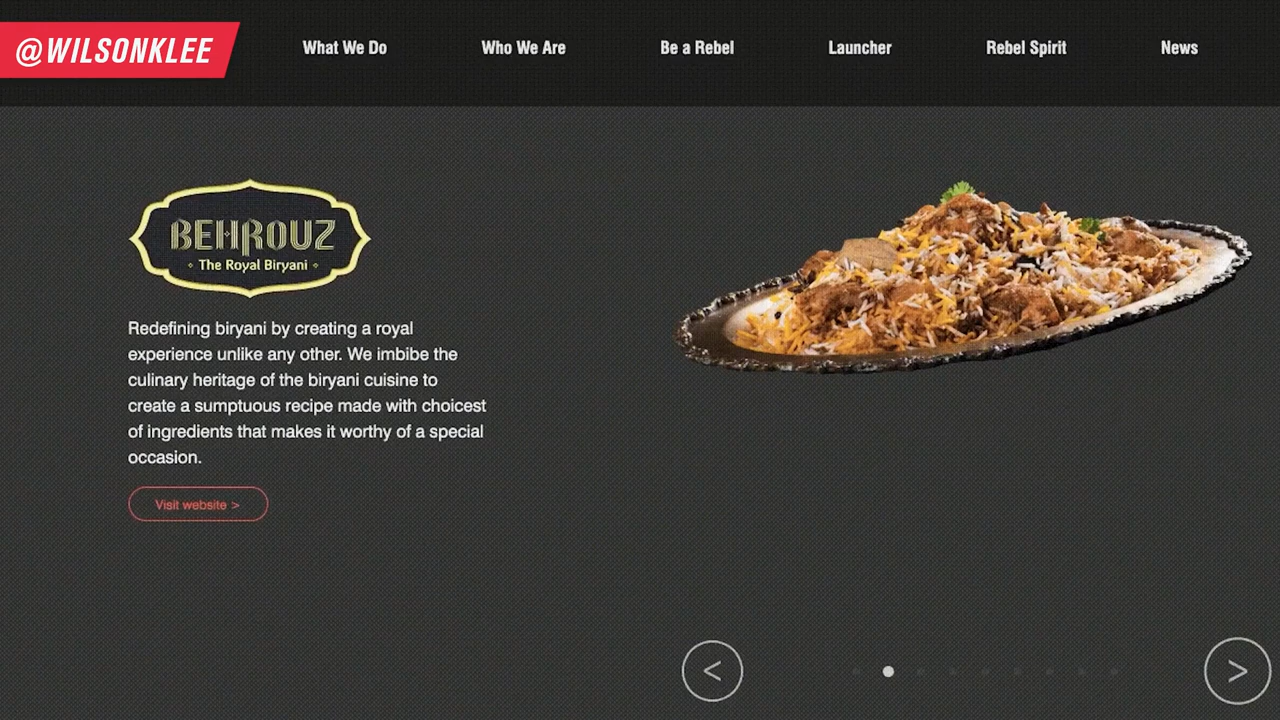 @WILSONKLEE
What We Do
Who We Are
Be a Rebel
Launcher
Rebel Spirit
News
BEHROUZ
The Royal Biryani
Redefining biryani by creating a royal
experience unlike any other. We imbibe the
culinary heritage of the biryani cuisine to
create a sumptuous recipe made with choicest
of ingredients that makes it worthy of a special
occasion.
Visit website >
< >